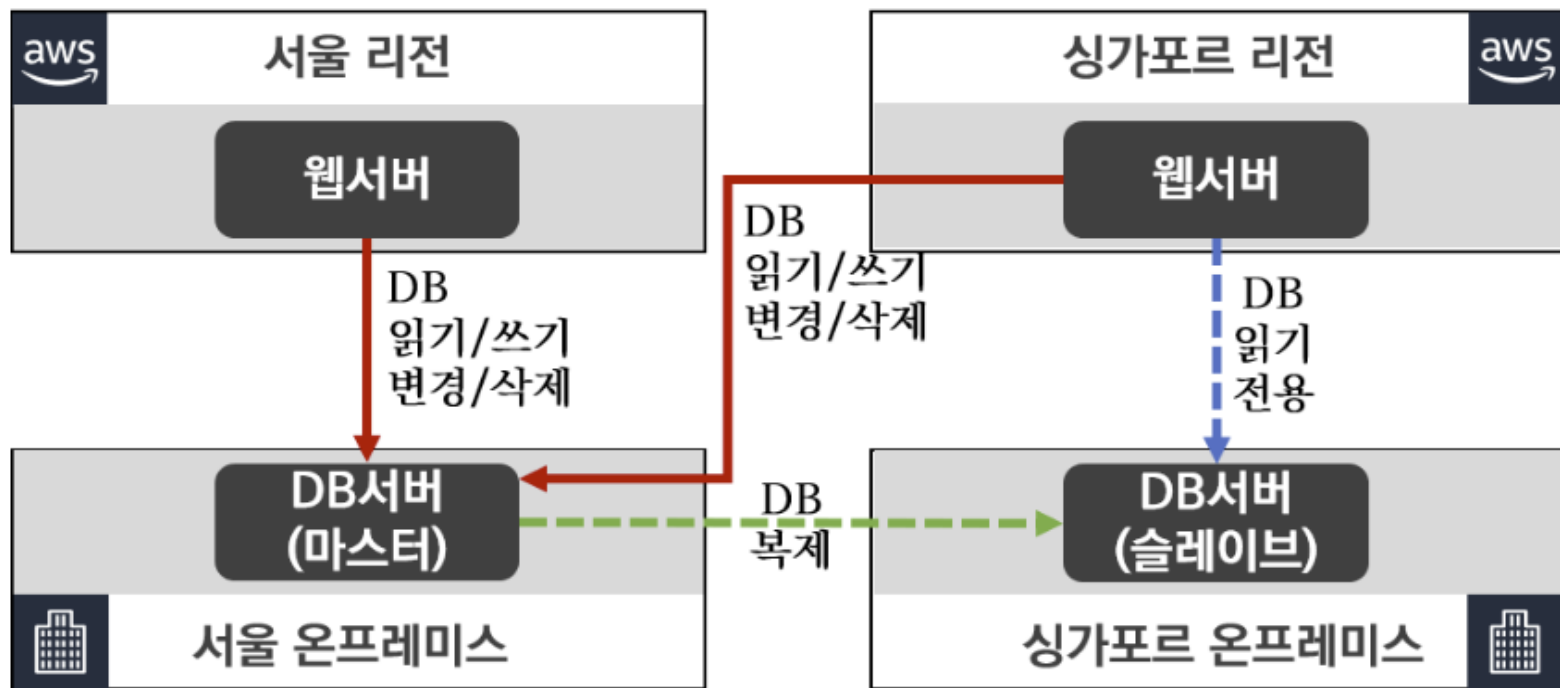 aws
서울 리전
싱가포르 리전
aws
웹서버
웹서버
DB
읽기/쓰기
변경/삭제
DB
읽기/쓰기
변경/삭제
DB
읽기
전용
DB서버
(마스터)
DB
복제
DB서버
(슬레이브)
서울 온프레미스
싱가포르 온프레미스